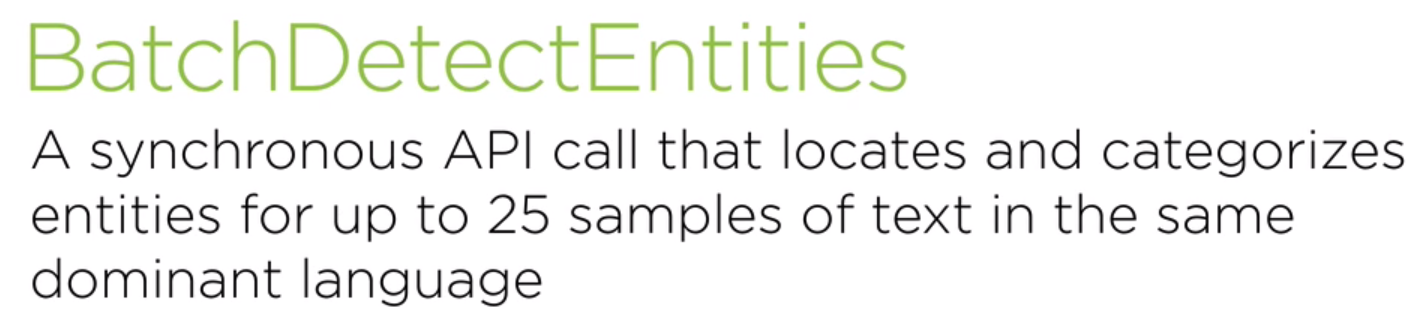 BatchDetectEntities
A synchronous API call that locates and categorizes
entities for up to 25 samples of text in the same
dominant language